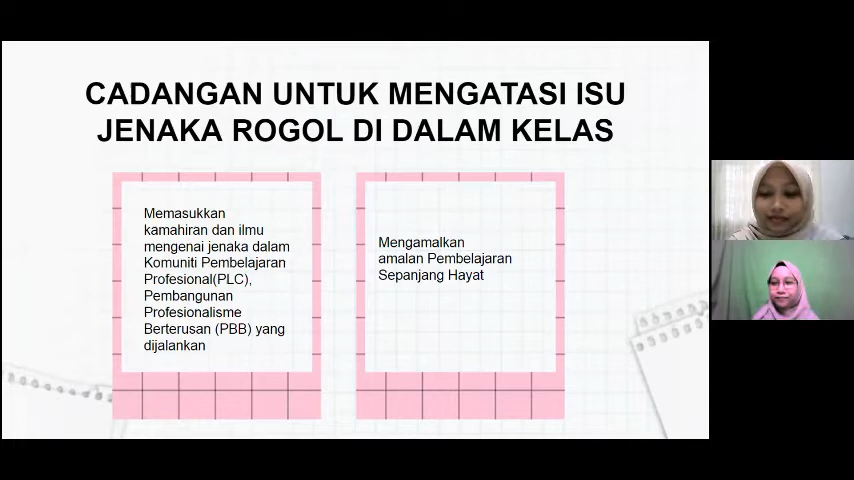 CADANGAN UNTUK MENGATASI ISU
JENAKA ROGOL DI DALAM KELAS
Memasukkan
kamahiran dan ilmu
mengenai jenaka dalam
Komuniti Pembelajaran
Profesional(PLC),
Pembangunan
Profesionalisme
Berterusan (PBB) yang
dijalankan
Mengamalkan
amalan Pembelajaran
Sepanjang Hayat